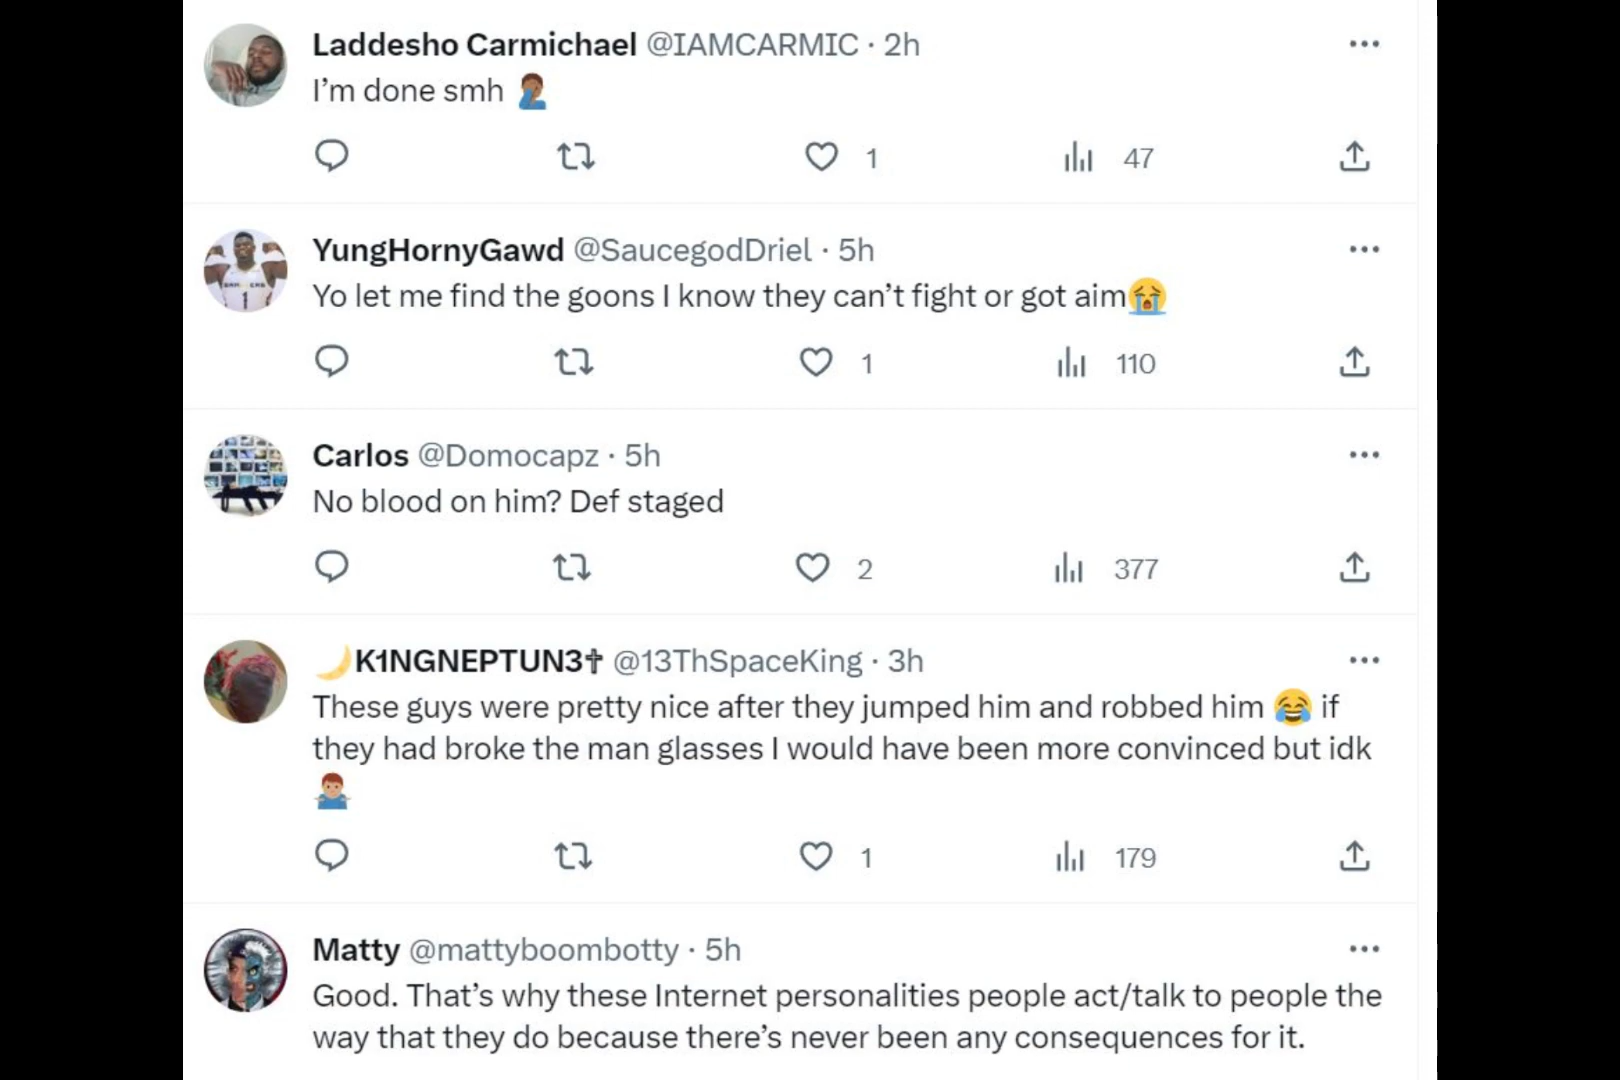 Laddesho Carmichael @IAMCARMIC · 2h
I’m done smh 🤦🏾‍♂️
1 47
YungHornyGawd @SaucegodDriel · 5h
Yo let me find the goons I know they can’t fight or got aim😭
1 110
Carlos @Domocapz · 5h
No blood on him? Def staged
2 377
🌙K1NGNEPTUN3✝ @13ThSpaceKing · 3h
These guys were pretty nice after they jumped him and robbed him 😂 if
they had broke the man glasses I would have been more convinced but idk
🤷🏽‍♂️
1 179
Matty @mattyboombotty · 5h
Good. That’s why these Internet personalities people act/talk to people the
way that they do because there’s never been any consequences for it.